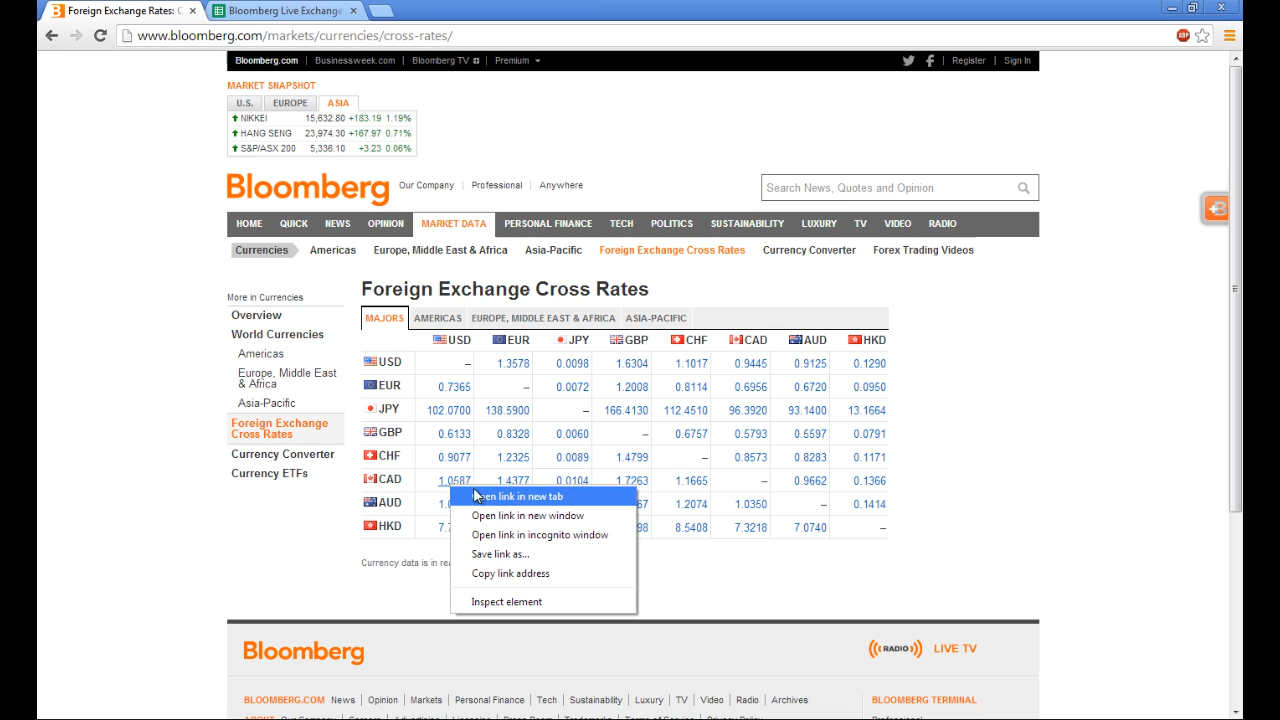 Foreign Exchange Rates: C
Bloomberg Live Exchange
www.bloomberg.com/markets/currencies/cross-rates/
ABP
Bloomberg.com | Businessweek.com | Bloomberg TV | Premium
Register | Sign In
MARKET SNAPSHOT
U.S. EUROPE ASIA
NIKKEI 15,632.80 +183.19 1.19%
HANG SENG 23,974.30 +167.97 0.71%
S&P/ASX 200 5,336.10 +3.23 0.06%
Bloomberg Our Company | Professional | Anywhere
Search News, Quotes and Opinion
HOME QUICK NEWS OPINION MARKET DATA PERSONAL FINANCE TECH POLITICS SUSTAINABILITY LUXURY TV VIDEO RADIO
Currencies Americas Europe, Middle East & Africa Asia-Pacific Foreign Exchange Cross Rates Currency Converter Forex Trading Videos
More in Currencies
Overview
World Currencies
Americas
Europe, Middle East
& Africa
Asia-Pacific
Foreign Exchange
Cross Rates
Currency Converter
Currency ETFs
Foreign Exchange Cross Rates
MAJORS AMERICAS EUROPE, MIDDLE EAST & AFRICA ASIA-PACIFIC
USD EUR JPY GBP CHF CAD AUD HKD
USD – 1.3578 0.0098 1.6304 1.1017 0.9445 0.9125 0.1290
EUR 0.7365 – 0.0072 1.2008 0.8114 0.6956 0.6720 0.0950
JPY 102.0700 138.5900 – 166.4130 112.4510 96.3920 93.1400 13.1664
GBP 0.6133 0.8328 0.0060 – 0.6757 0.5793 0.5597 0.0791
CHF 0.9077 1.2325 0.0089 1.4799 – 0.8573 0.8283 0.1171
CAD 1.0587 1.4377 0.0104 1.7263 1.1665 – 0.9662 0.1366
AUD 1.2074 1.0350 – 0.1414
HKD 8.5408 7.3218 7.0740 –
Currency data is in
Open link in new tab
Open link in new window
Open link in incognito window
Save link as...
Copy link address
Inspect element
Bloomberg
RADIO LIVE TV
BLOOMBERG.COM News | Opinion | Markets | Personal Finance | Tech | Sustainability | Luxury | TV | Video | Radio | Archives
BLOOMBERG TERMINAL